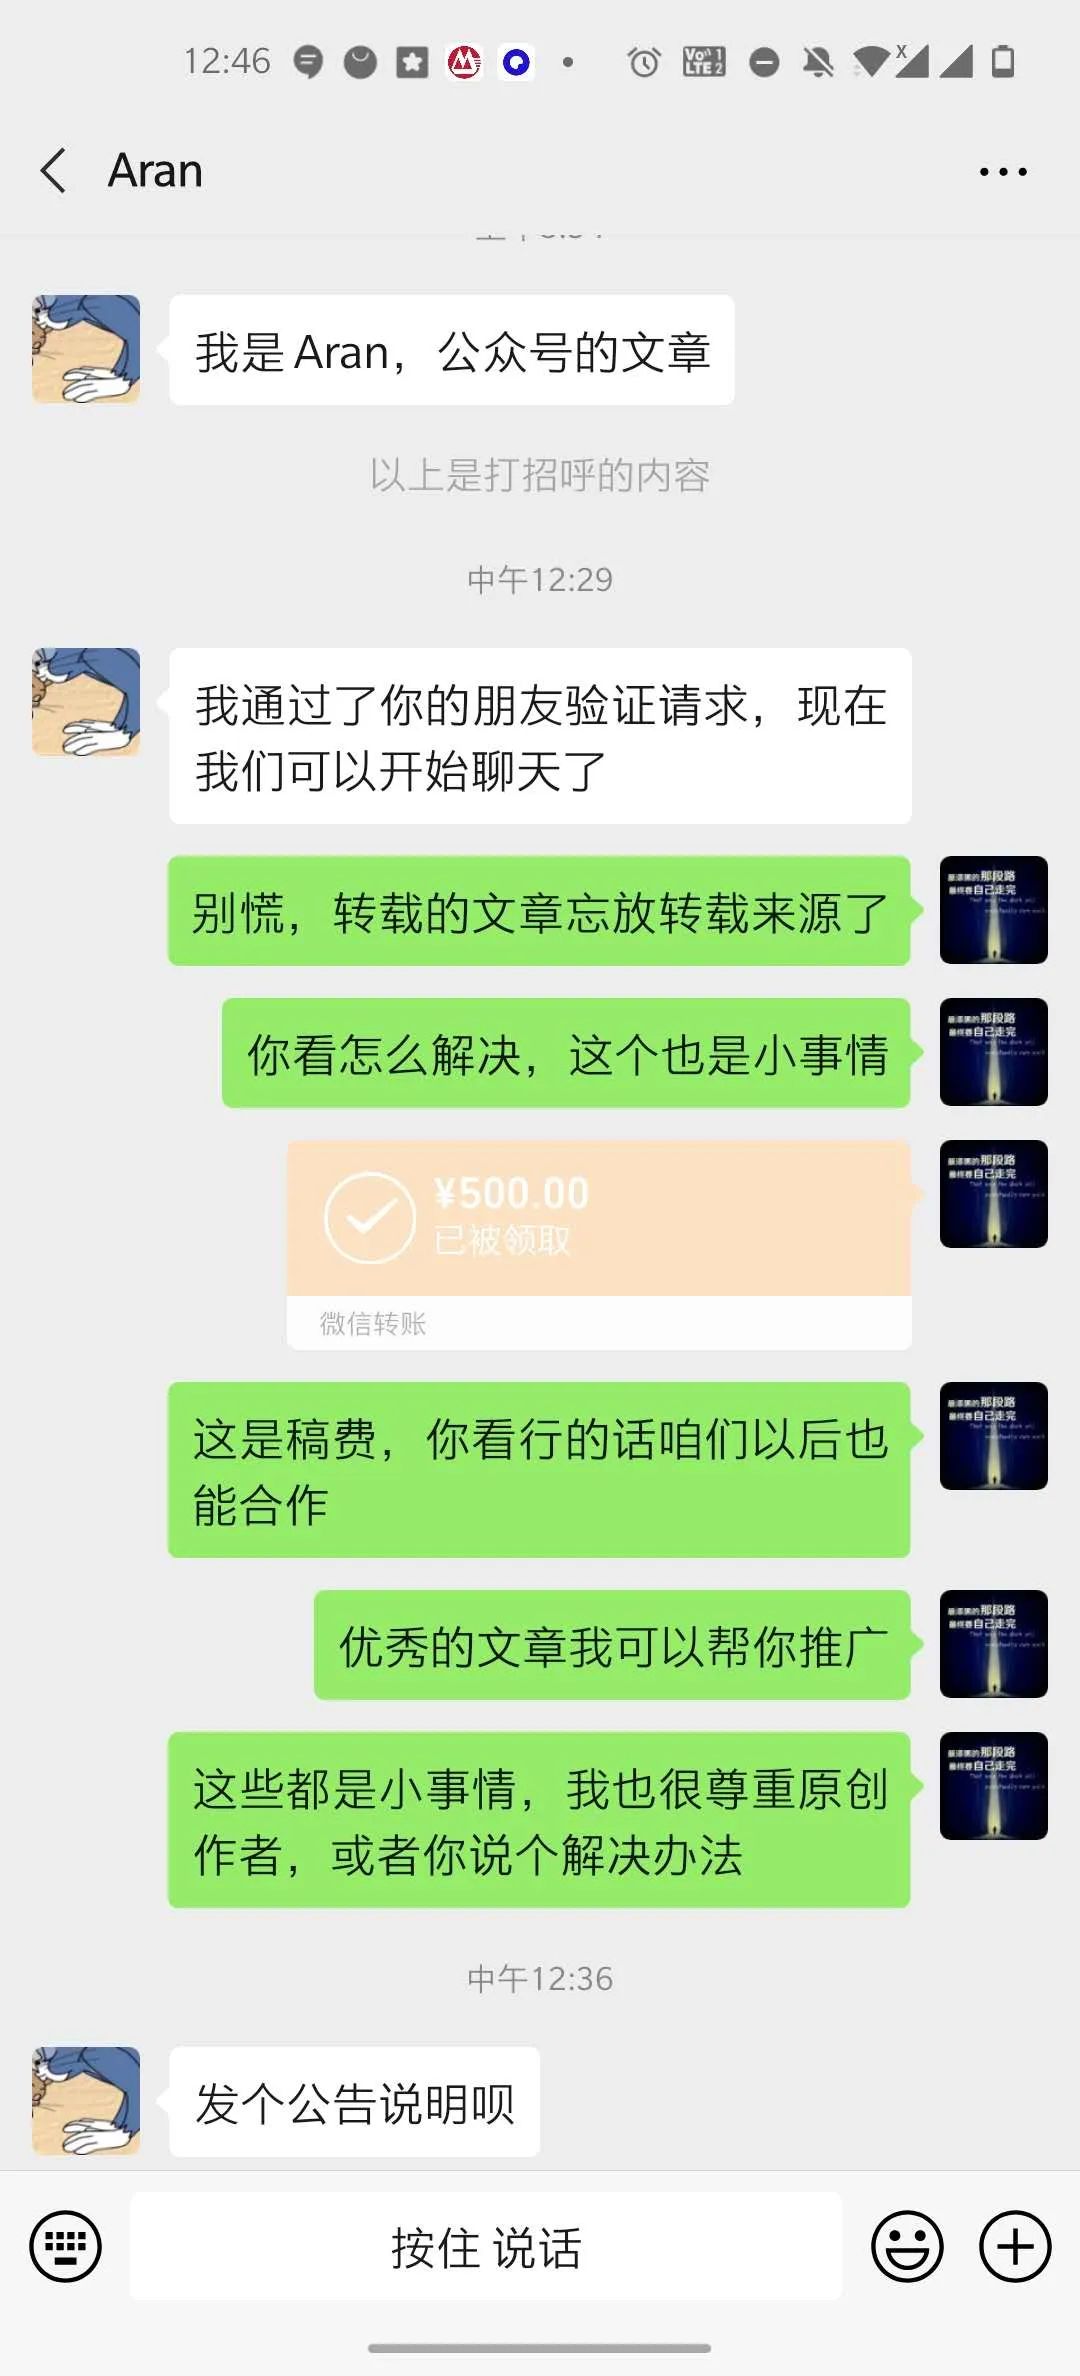 12:46
Aran
我是 Aran，公众号的文章
以上是打招呼的内容
中午12:29
我通过了你的朋友验证请求，现在
我们可以开始聊天了
别慌，转载的文章忘放转载来源了
你看怎么解决，这个也是小事情
¥500.00
已被领取
微信转账
这是稿费，你看行的话咱们以后也
能合作
优秀的文章我可以帮你推广
这些都是小事情，我也很尊重原创
作者，或者你说个解决办法
中午12:36
发个公告说明呗
按住 说话